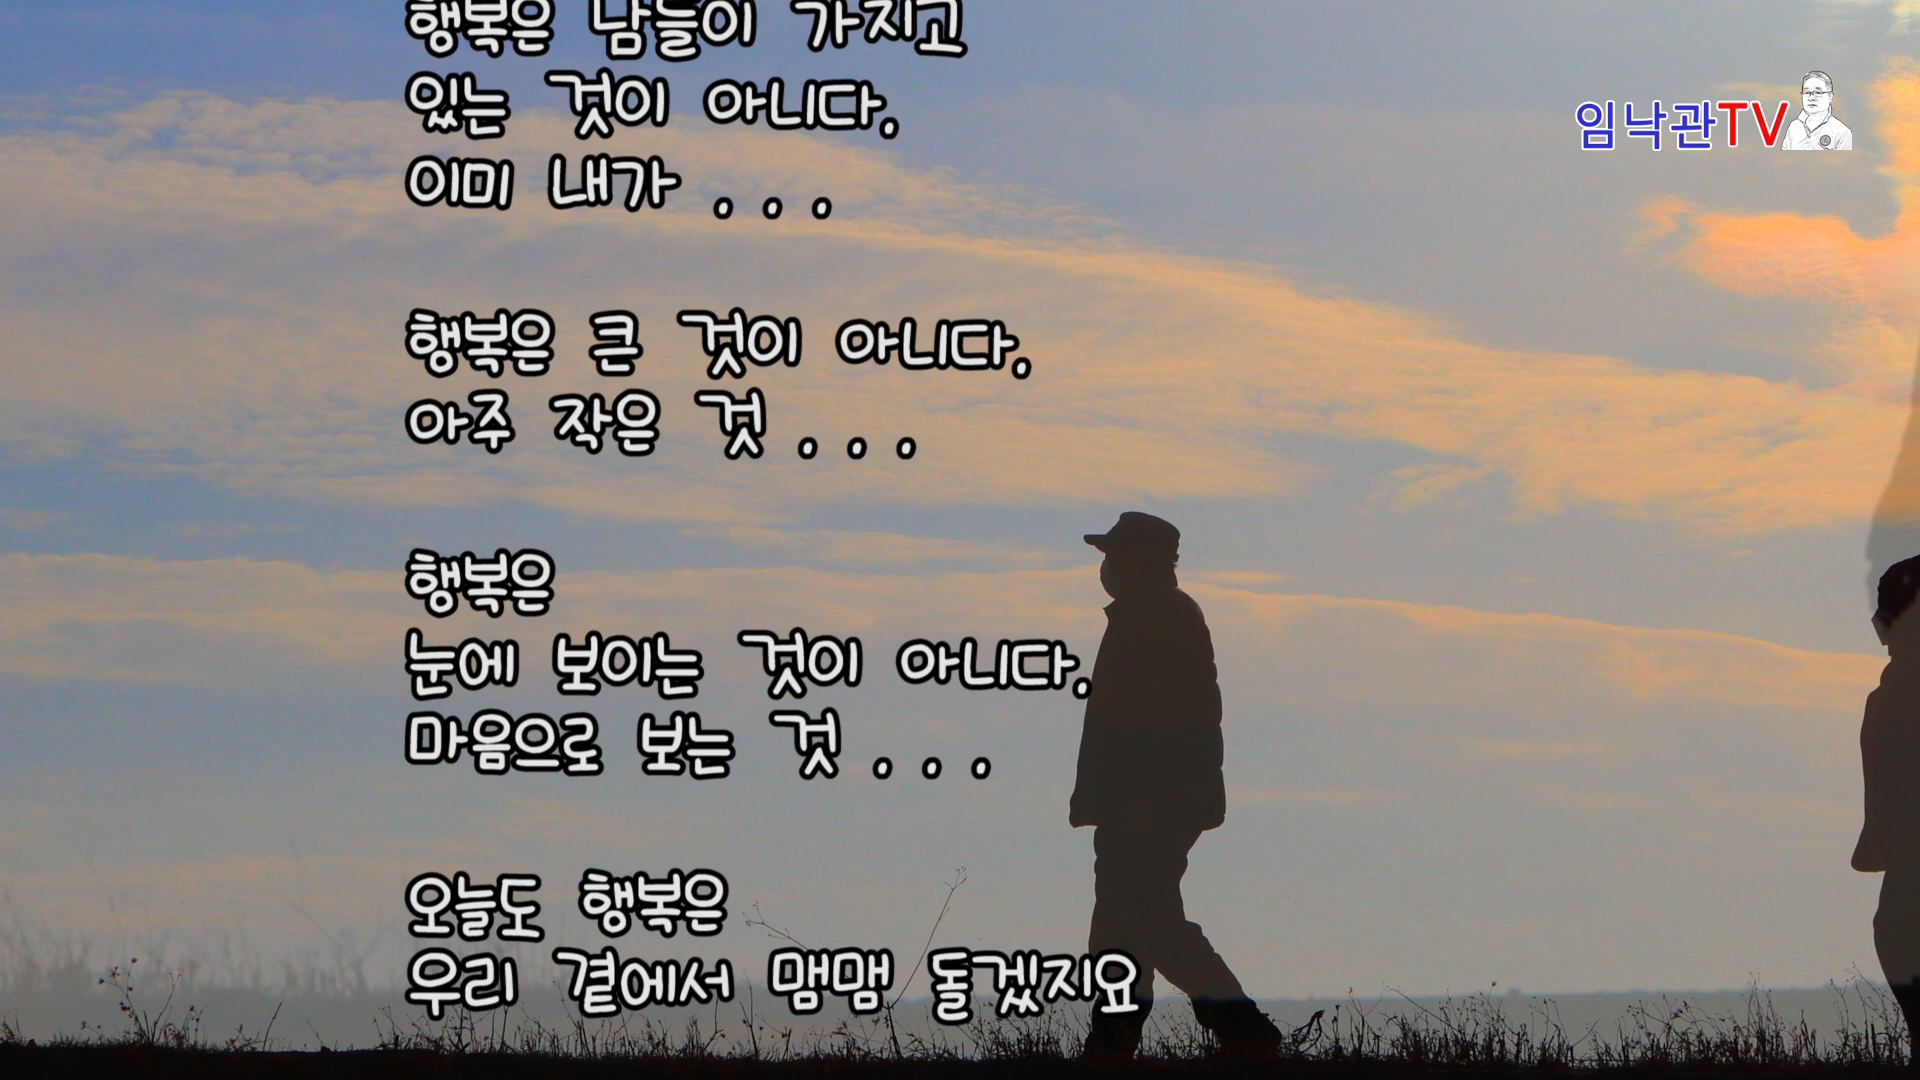 행복은 남들이 가지고
있는 것이 아니다.
이미 내가 . . .
행복은 큰 것이 아니다.
아주 작은 것 . . .
행복은
눈에 보이는 것이 아니다.
마음으로 보는 것 . . .
오늘도 행복은
우리 곁에서 맴맴 돌겠지요
임낙관TV